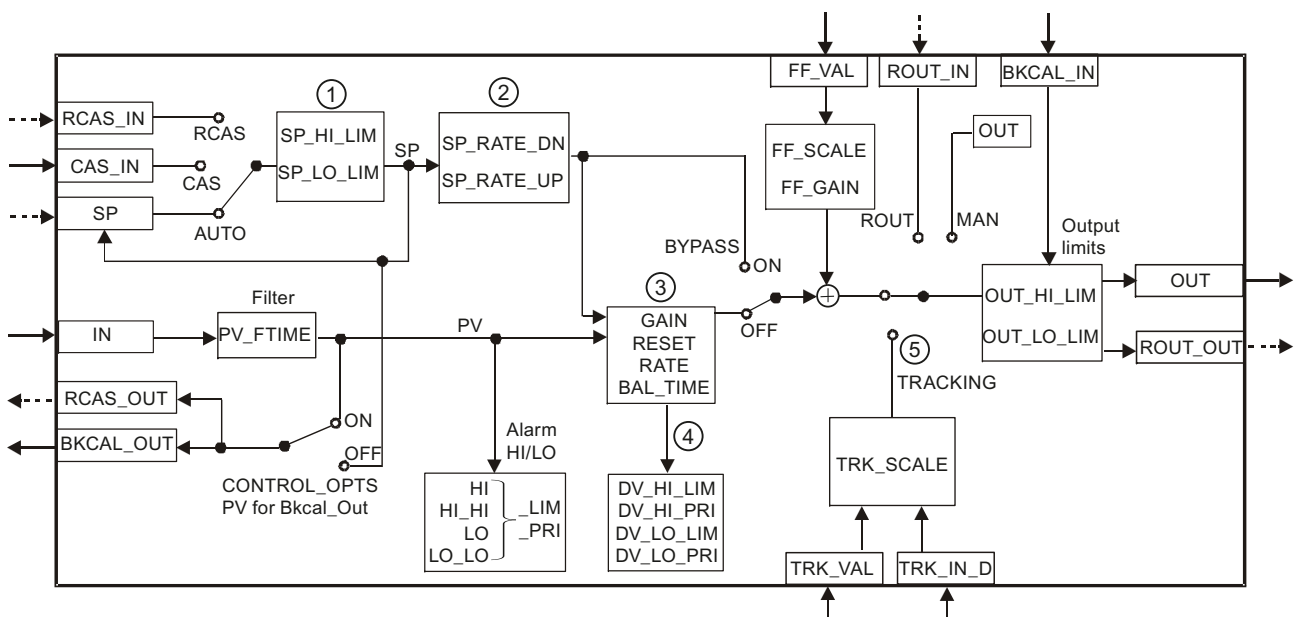 FF_VAL
ROUT_IN
BKCAL_IN
①
②
RCAS_IN
RCAS
SP_HI_LIM
SP_LO_LIM
SP
SP_RATE_DN
SP_RATE_UP
OUT
FF_SCALE
FF_GAIN
CAS_IN
CAS
SP
AUTO
ROUT
MAN
Output
limits
BYPASS
ON
OUT_HI_LIM
OUT_LO_LIM
OUT
ROUT_OUT
Filter
IN
PV_FTIME
PV
③
GAIN
RESET
RATE
BAL_TIME
OFF
⑤
TRACKING
RCAS_OUT
BKCAL_OUT
ON
OFF
CONTROL_OPTS
PV for Bkcal_Out
Alarm
HI/LO
④
TRK_SCALE
HI
HI_HI
LO
LO_LO
_LIM
_PRI
DV_HI_LIM
DV_HI_PRI
DV_LO_LIM
DV_LO_PRI
TRK_VAL
TRK_IN_D